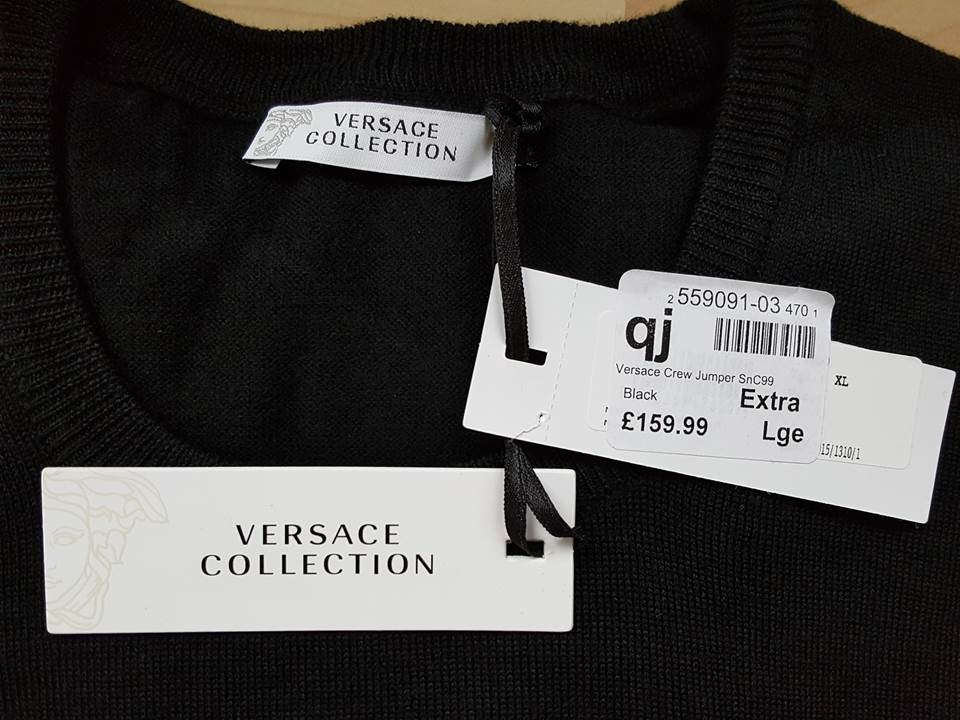 VERSACE
COLLECTION
2 559091-03 470 1
qj
Versace Crew Jumper SnC99
Black
Extra
Lge
£159.99
XL
15/1310/1
VERSACE
COLLECTION